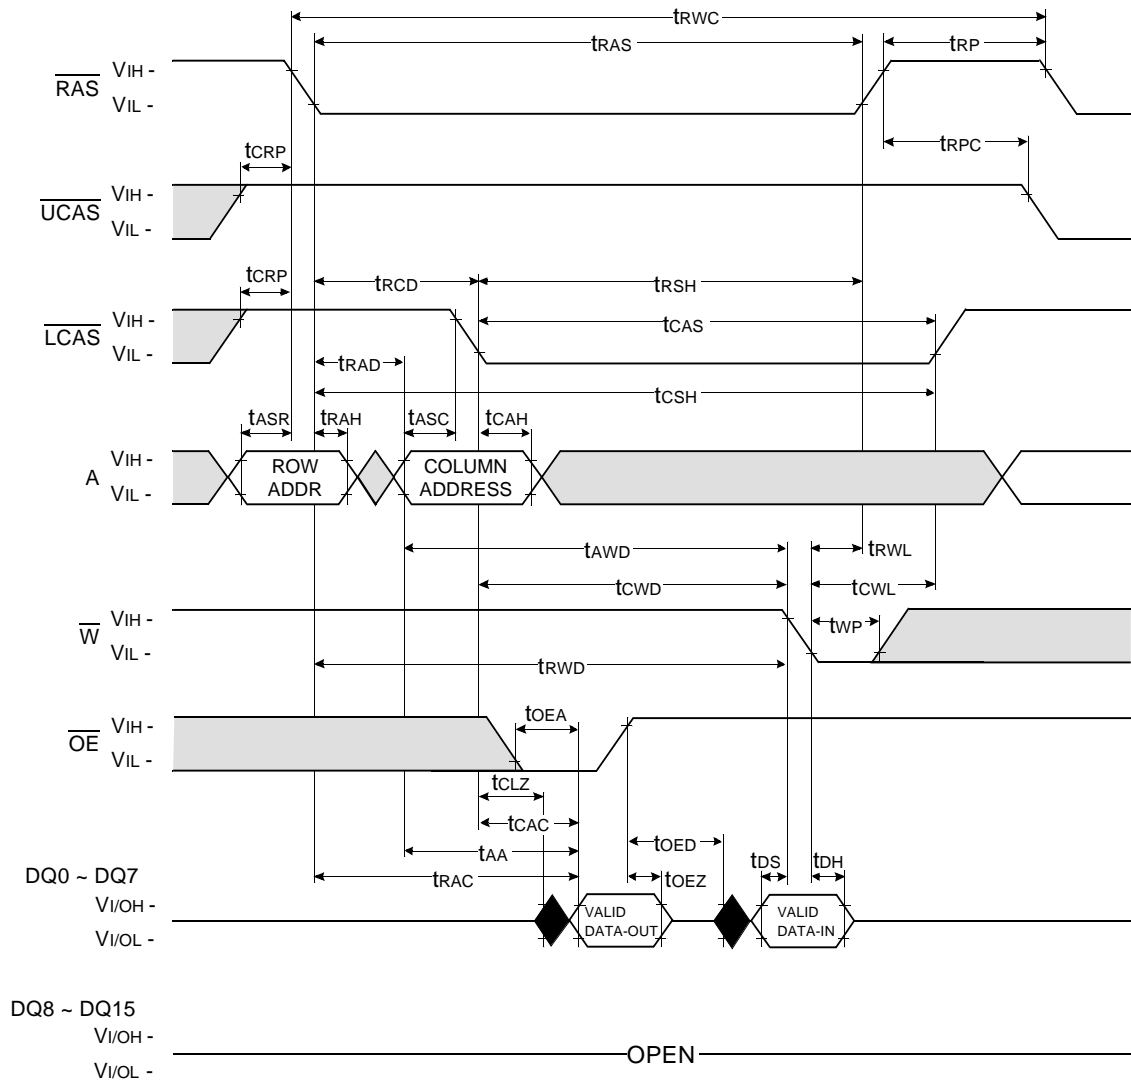 tRWC
tRAS
tRP
RAS
VIH -
VIL -
tRPC
tCRP
UCAS
VIH -
VIL -
tCRP
tRCD
tRSH
LCAS
VIH -
VIL -
tCAS
tRAD
tCSH
tASR
tRAH
tASC
tCAH
A
VIH -
VIL -
ROW
ADDR
COLUMN
ADDRESS
tAWD
tRWL
tCWD
tCWL
W
VIH -
VIL -
tWP
tRWD
OE
VIH -
VIL -
tOEA
tCLZ
tCAC
tOED
tAA
tDS
tDH
tRAC
tOEZ
DQ0 ~ DQ7
VI/OH -
VI/OL -
VALID
DATA-OUT
VALID
DATA-IN
DQ8 ~ DQ15
VI/OH -
VI/OL -
OPEN